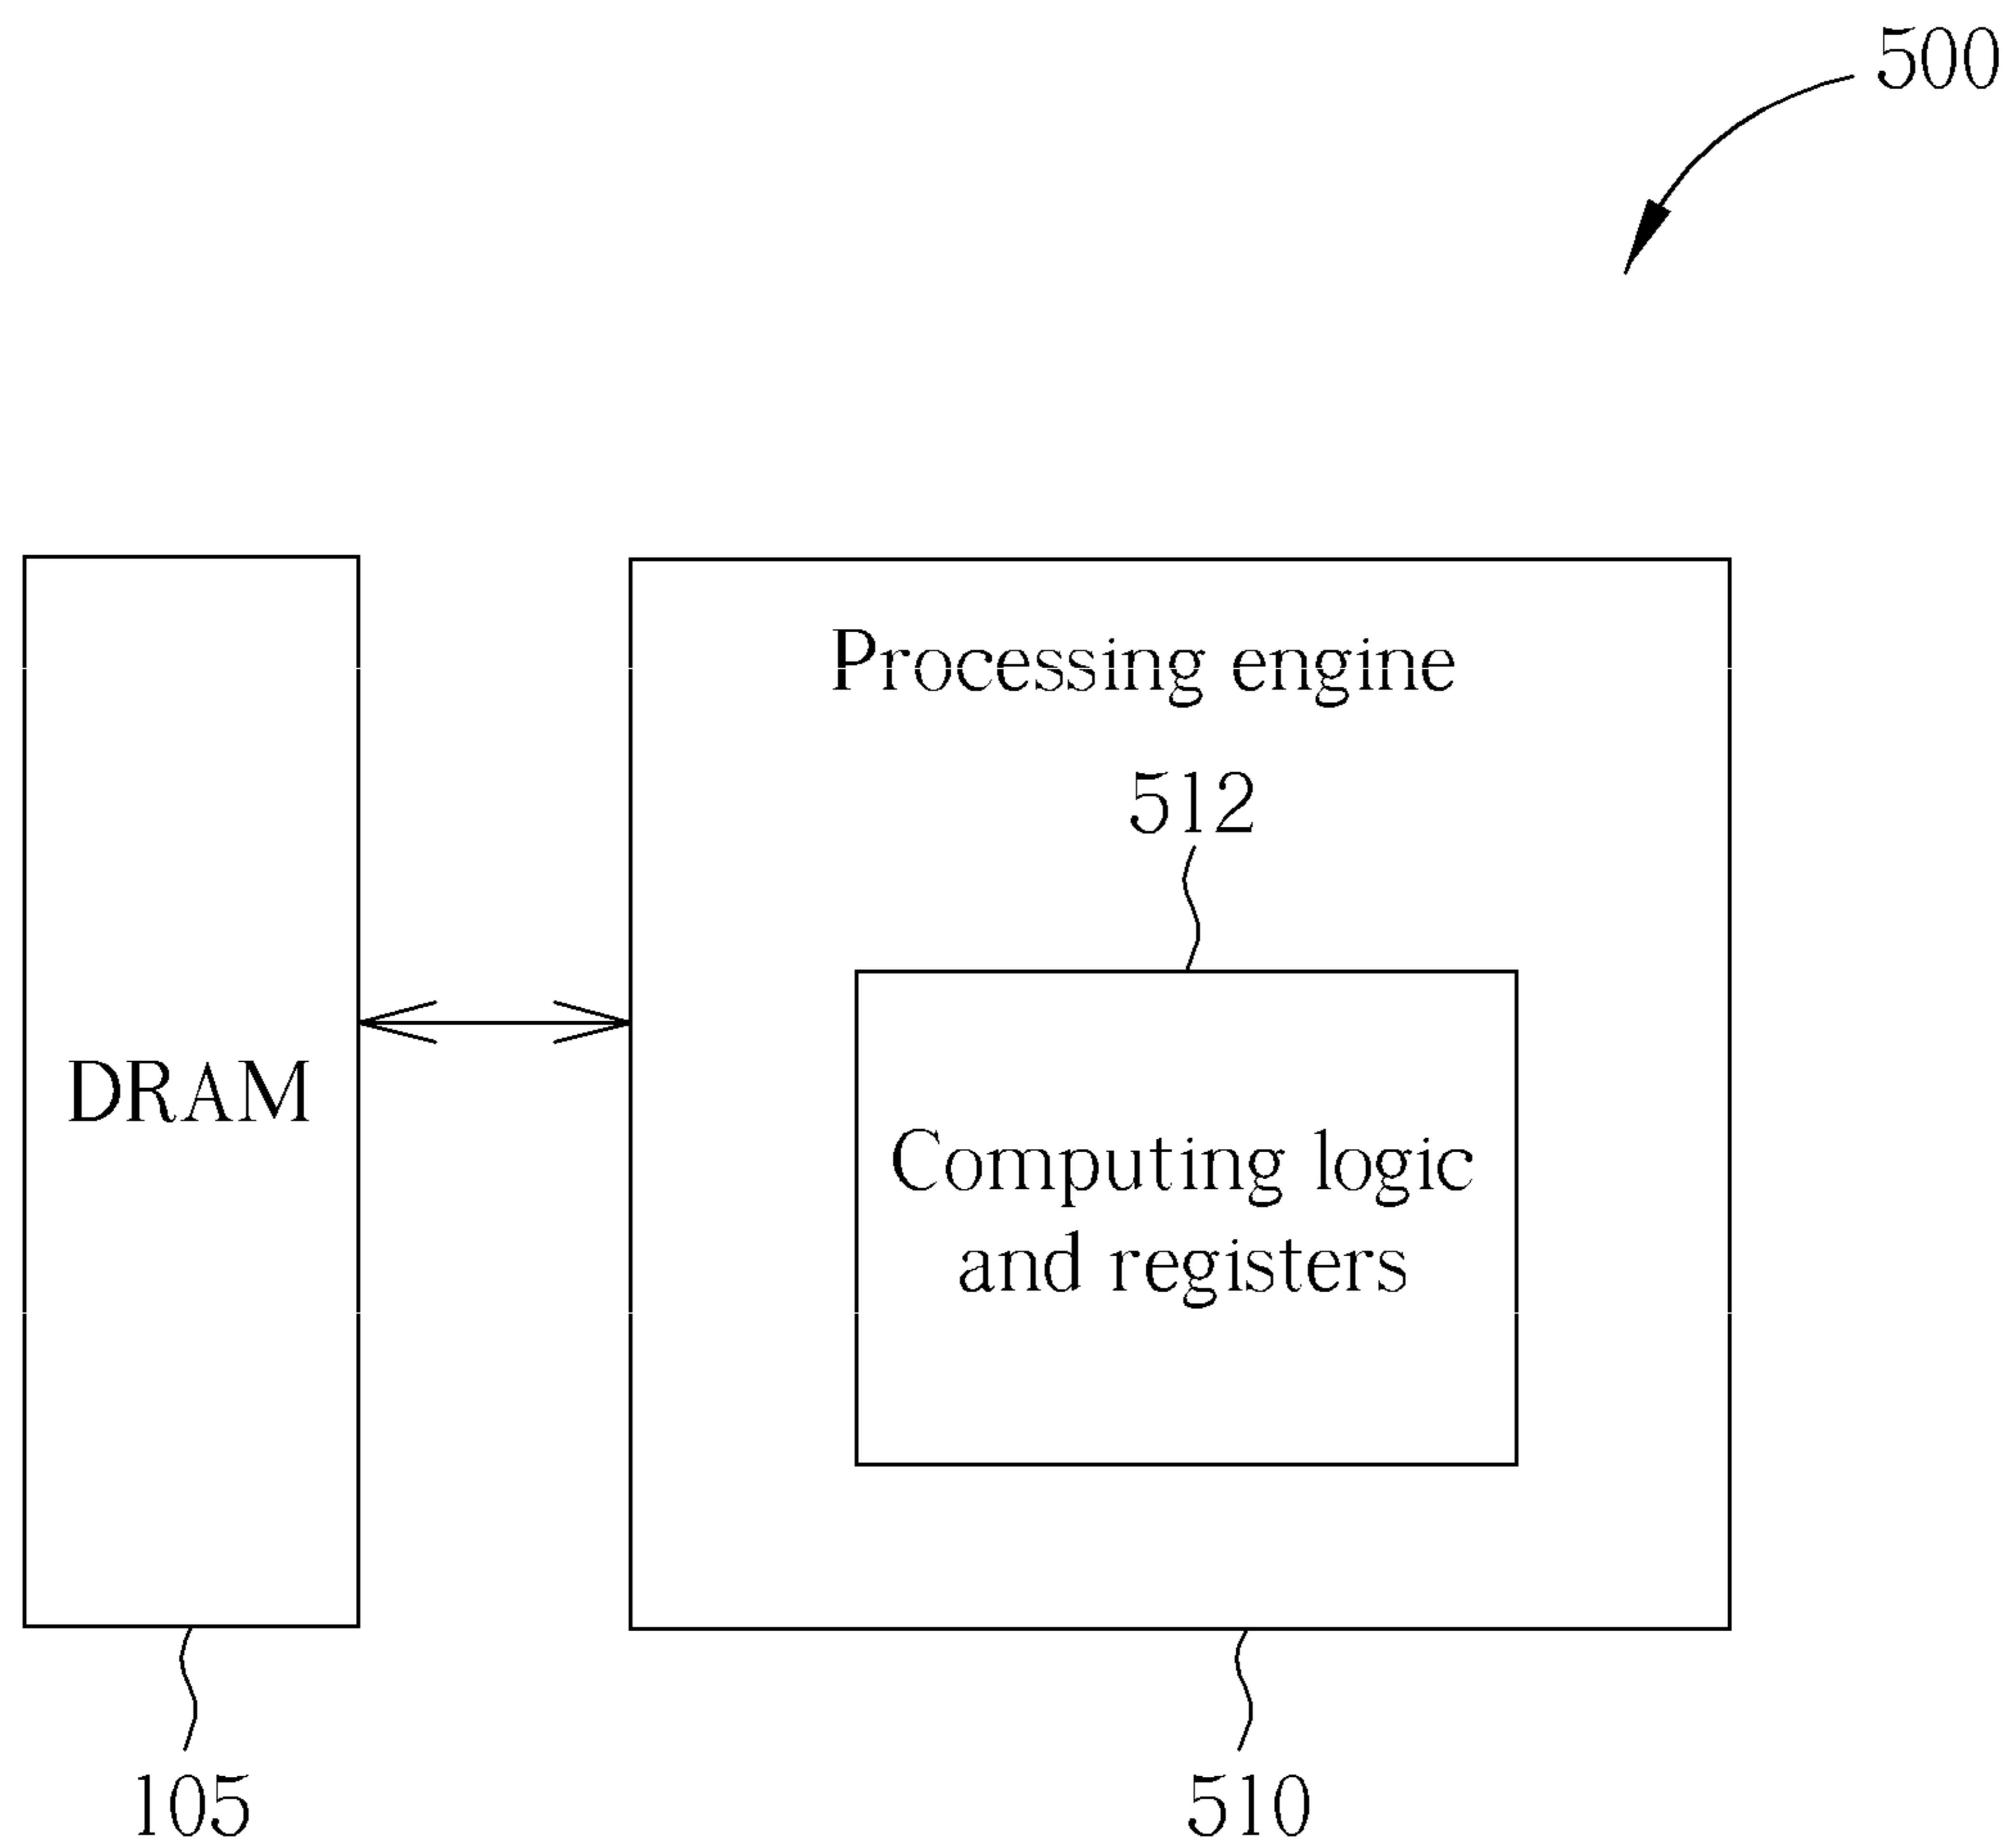 500
Processing engine
512
DRAM
Computing logic
and registers
105
510